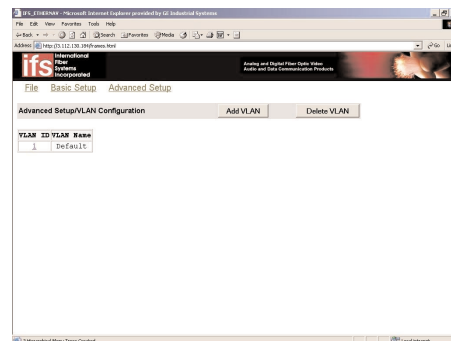 IFS_ETHERNAV - Microsoft Internet Explorer provided by GE Industrial Systems
File Edit View Favorites Tools Help
Back Search Favorites Media
Address http://3.112.130.184/frames.html Go
ifs International Fiber Systems Incorporated
Analog and Digital Fiber Optic Video
Audio and Data Communication Products
File Basic Setup Advanced Setup
Advanced Setup/VLAN Configuration Add VLAN Delete VLAN
VLAN ID VLAN Name
1 Default
Local intranet